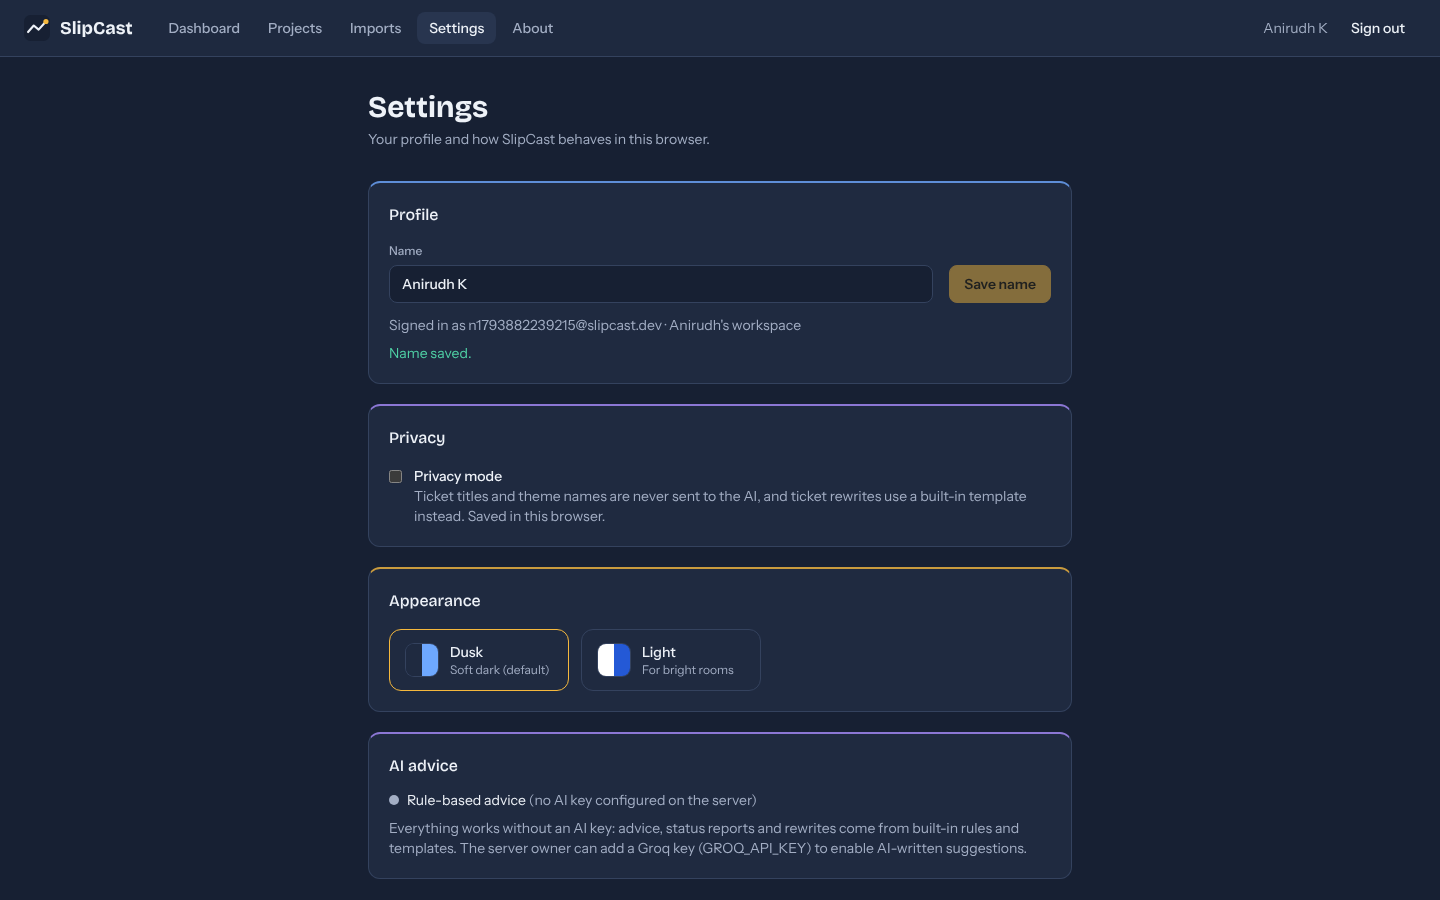 SlipCast Dashboard Projects Imports Settings About Anirudh K Sign out
Settings
Your profile and how SlipCast behaves in this browser.
Profile
Name
Anirudh K Save name
Signed in as n1793882239215@slipcast.dev · Anirudh's workspace
Name saved.
Privacy
Privacy mode
Ticket titles and theme names are never sent to the AI, and ticket rewrites use a built-in template
instead. Saved in this browser.
Appearance
Dusk Light
Soft dark (default) For bright rooms
AI advice
Rule-based advice (no AI key configured on the server)
Everything works without an AI key: advice, status reports and rewrites come from built-in rules and
templates. The server owner can add a Groq key (GROQ_API_KEY) to enable AI-written suggestions.